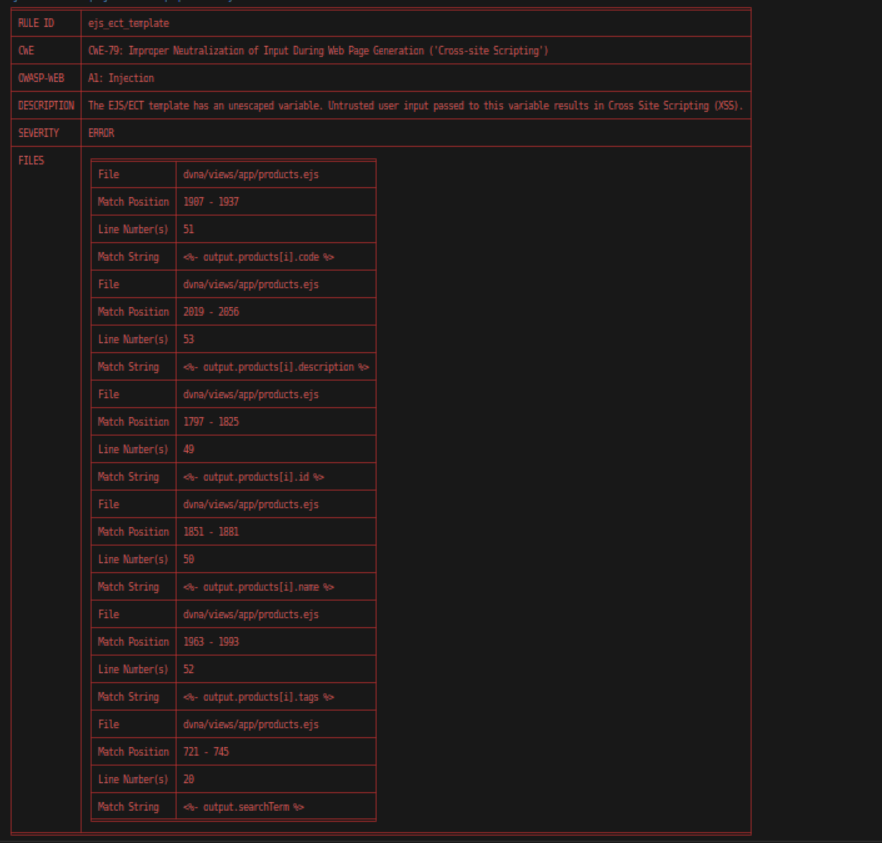 RULE ID ejs_ect_template
CWE CWE-79: Improper Neutralization of Input During Web Page Generation ('Cross-site Scripting')
OWASP-WEB A1: Injection
DESCRIPTION The EJS/ECT template has an unescaped variable. Untrusted user input passed to this variable results in Cross Site Scripting (XSS).
SEVERITY ERROR
FILES
File dvna/views/app/products.ejs
Match Position 1907 - 1937
Line Number(s) 51
Match String <%- output.products[i].code %>
File dvna/views/app/products.ejs
Match Position 2019 - 2056
Line Number(s) 53
Match String <%- output.products[i].description %>
File dvna/views/app/products.ejs
Match Position 1797 - 1825
Line Number(s) 49
Match String <%- output.products[i].id %>
File dvna/views/app/products.ejs
Match Position 1851 - 1881
Line Number(s) 50
Match String <%- output.products[i].name %>
File dvna/views/app/products.ejs
Match Position 1963 - 1993
Line Number(s) 52
Match String <%- output.products[i].tags %>
File dvna/views/app/products.ejs
Match Position 721 - 745
Line Number(s) 20
Match String <%- output.searchTerm %>